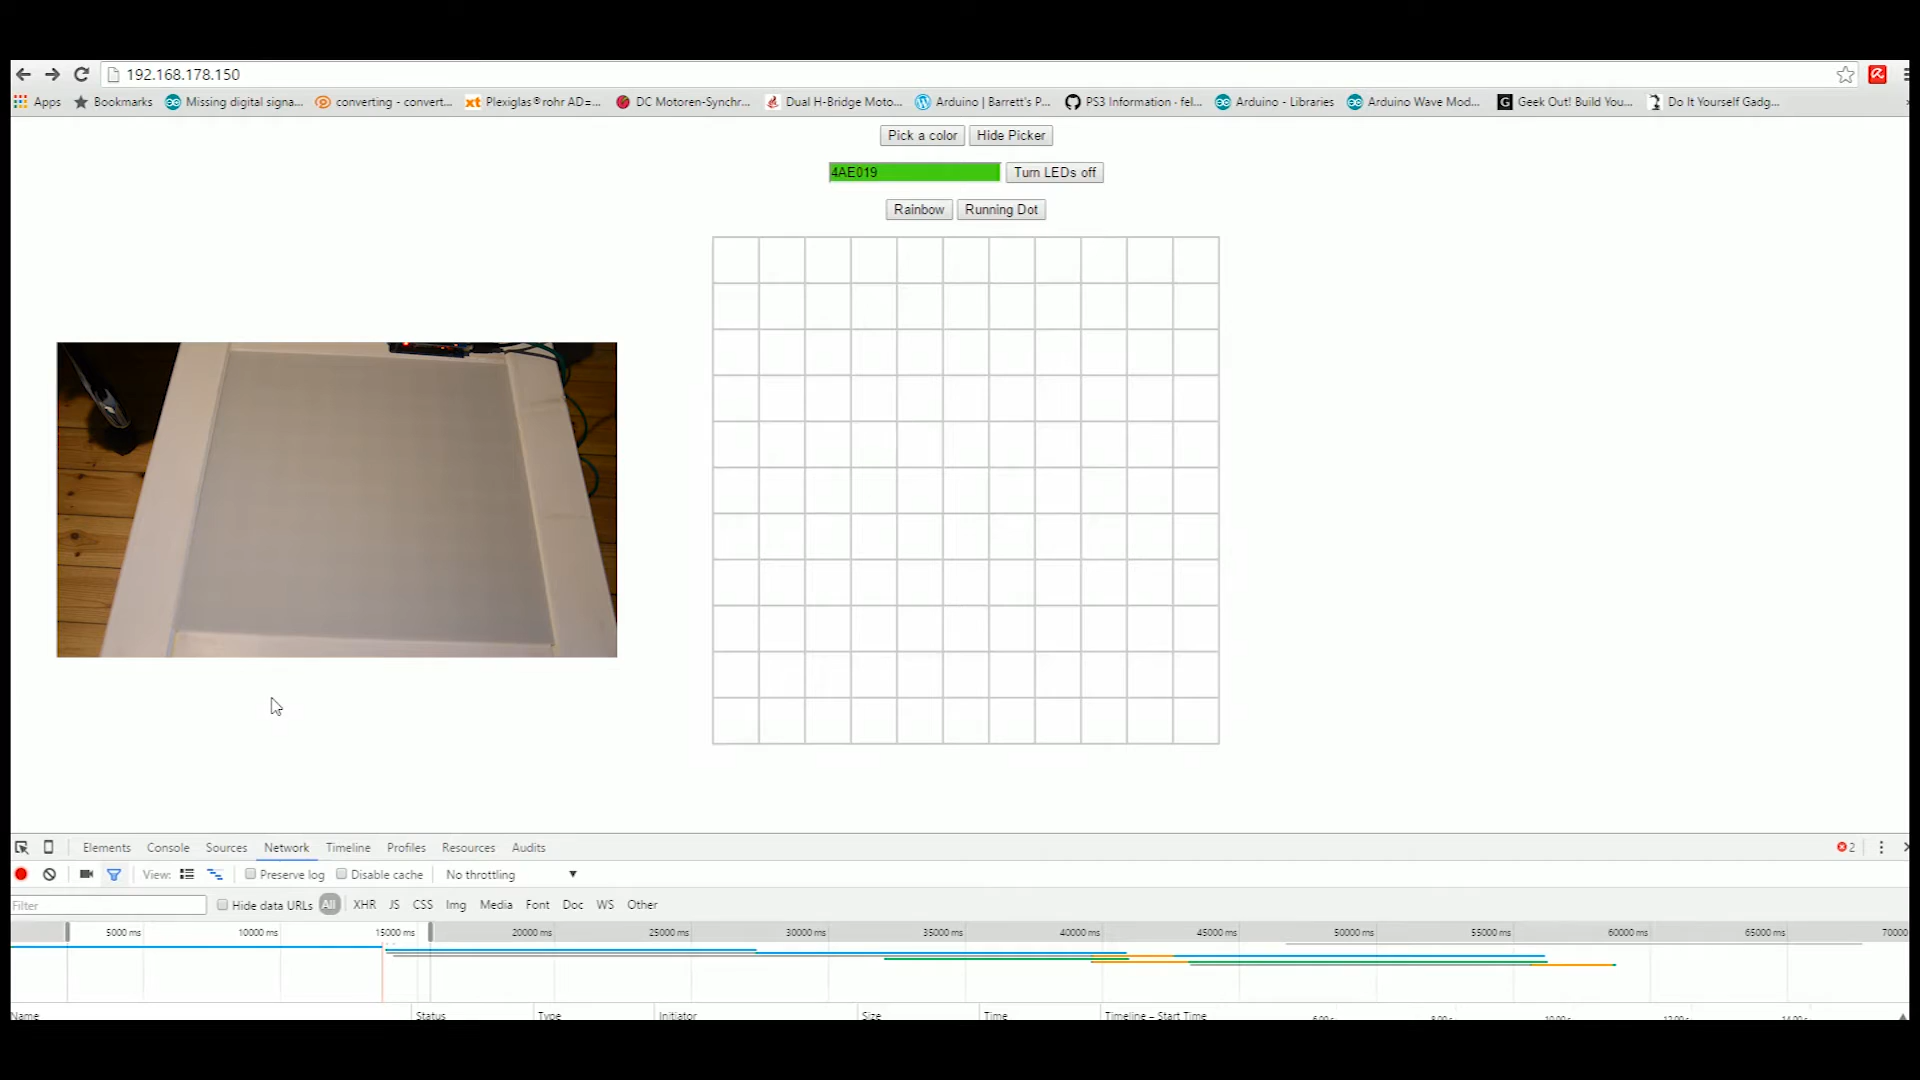 192.168.178.150
Apps Bookmarks Missing digital signa... converting - convert... xt Plexiglas®rohr AD=... DC Motoren-Synchr... Dual H-Bridge Moto... Arduino | Barrett's P... PS3 Information · fel... Arduino - Libraries Arduino Wave Mod... G Geek Out! Build You... Do It Yourself Gadg...
Pick a color Hide Picker
4AE019 Turn LEDs off
Rainbow Running Dot
Elements Console Sources Network Timeline Profiles Resources Audits 2
View: Preserve log Disable cache No throttling
Filter Hide data URLs All XHR JS CSS Img Media Font Doc WS Other
5000 ms 10000 ms 15000 ms 20000 ms 25000 ms 30000 ms 35000 ms 40000 ms 45000 ms 50000 ms 55000 ms 60000 ms 65000 ms 70000
Name Status Type Initiator Size Time Timeline – Start Time